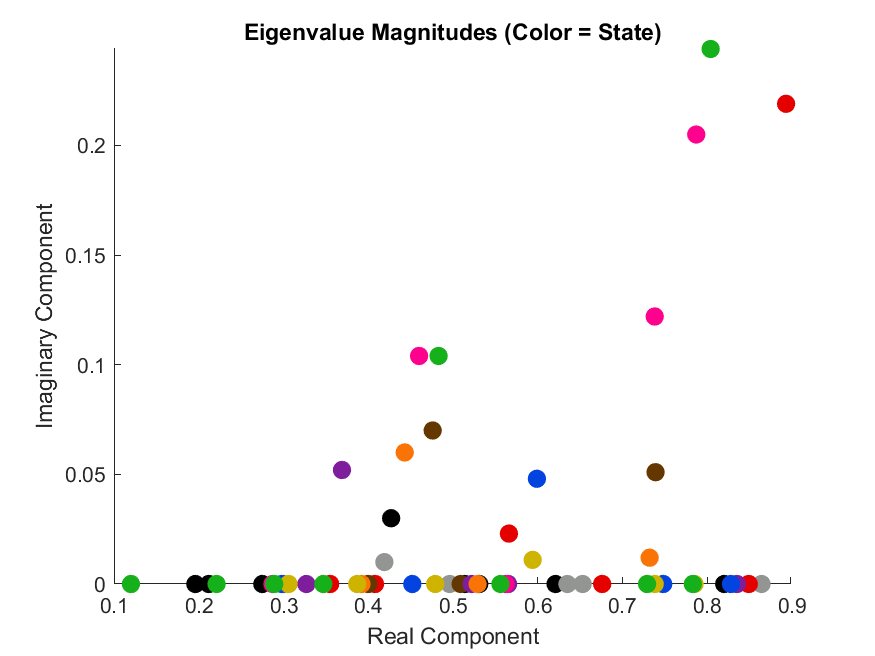 Eigenvalue Magnitudes (Color = State)
0.2
0.15
0.1
0.05
0
Imaginary Component
0.1 0.2 0.3 0.4 0.5 0.6 0.7 0.8 0.9
Real Component